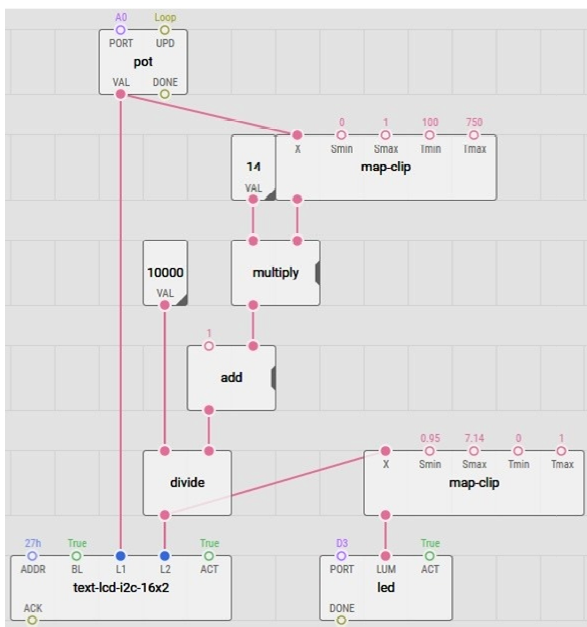 A0 Loop
PORT UPD
pot
VAL DONE
0 1 100 750
X Smin Smax Tmin Tmax
14
map-clip
VAL
10000
multiply
VAL
1
add
0.95 7.14 0 1
X Smin Smax Tmin Tmax
divide
map-clip
27h True True
ADDR BL L1 L2 ACT
text-lcd-i2c-16x2
ACK
D3 True
PORT LUM ACT
led
DONE